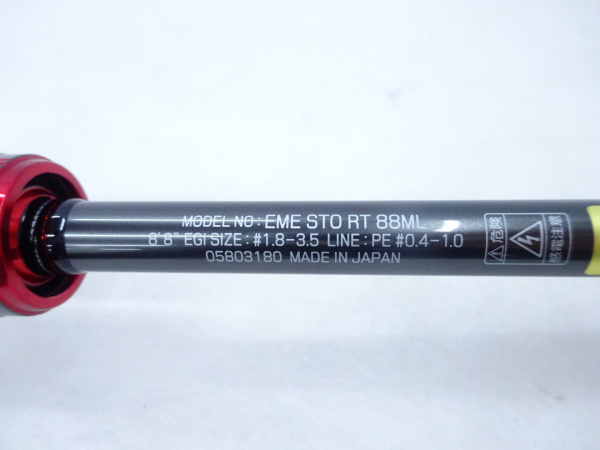 MODEL-NO: EME STO RT 88ML
8'8" EGI SIZE: #1.8-3.5 LINE: PE #0.4-1.0
05803180 MADE IN JAPAN
危険
感電注意